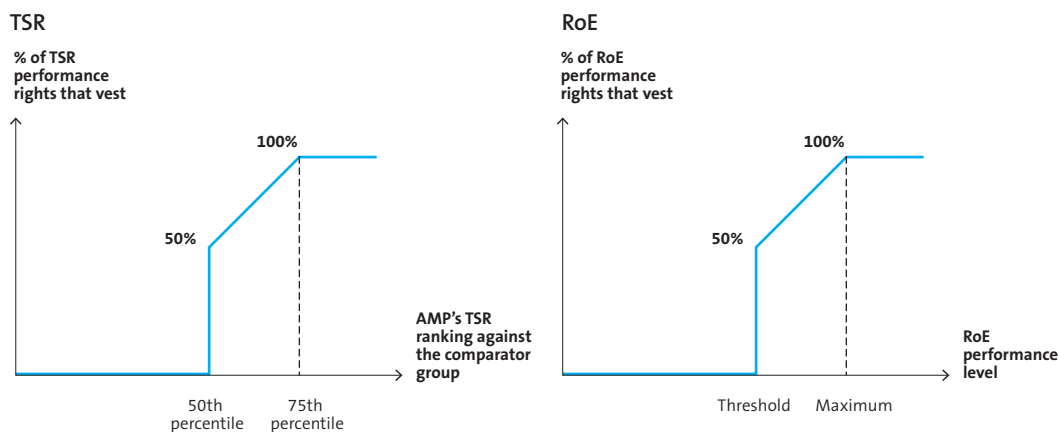 TSR
% of TSR
performance
rights that vest
100%
50%
AMP's TSR
ranking against
the comparator
group
50th
percentile
75th
percentile
RoE
% of RoE
performance
rights that vest
100%
50%
RoE
performance
level
Threshold
Maximum